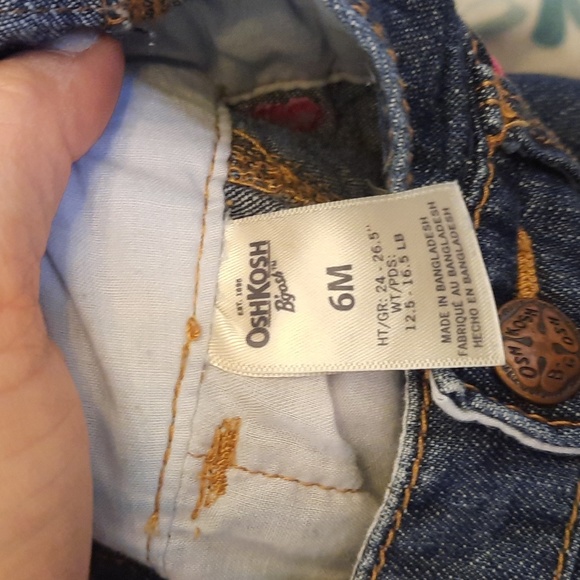 EST. 1895
OSHKOSH
B'gosh TM
6M
HT/GR: 24 - 26.5"
WT/PDS:
12.5 - 16.5 LB
MADE IN BANGLADESH
FABRIQUÉ AU BANGLADESH
HECHO EN BANGLADESH
OSH KOSH
B'GOSH